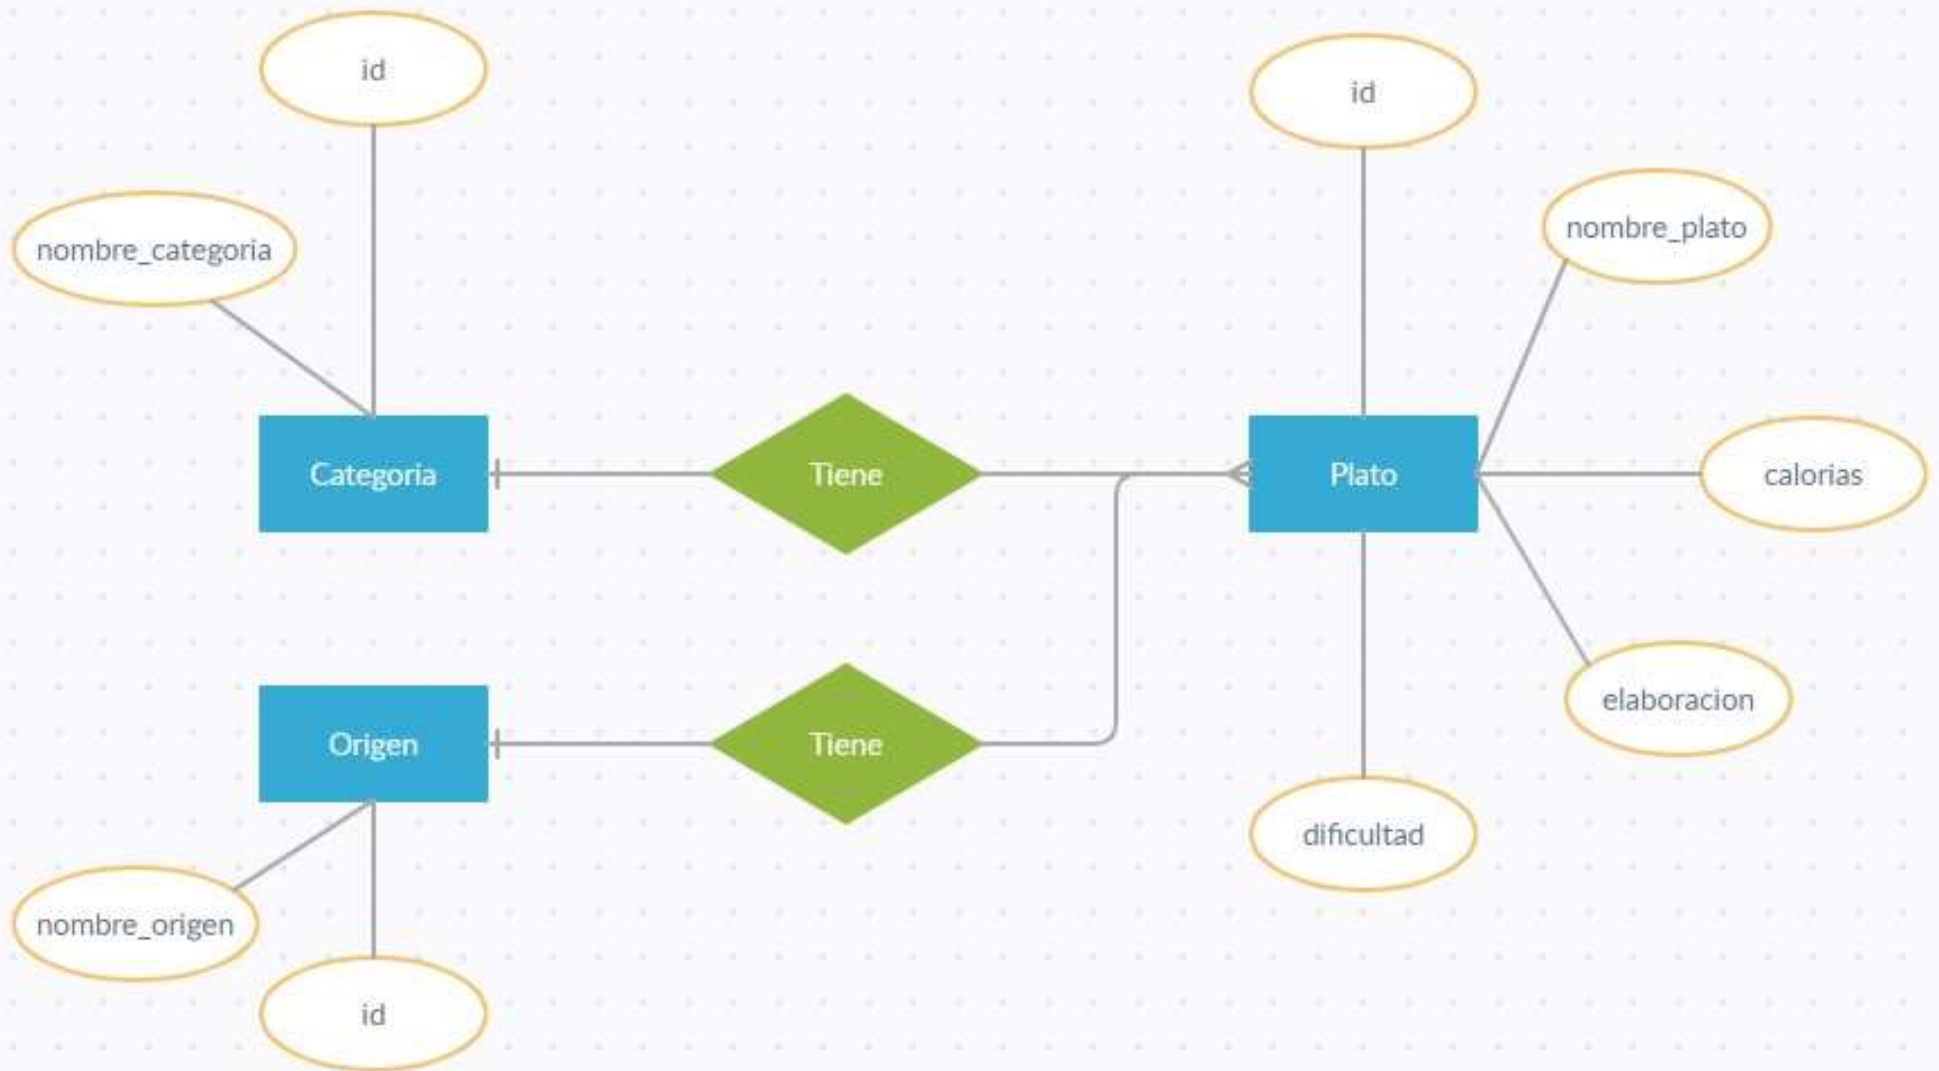 id
id
nombre_plato
nombre_categoria
Categoria
Tiene
Plato
calorias
elaboracion
Origen
Tiene
dificultad
nombre_origen
id